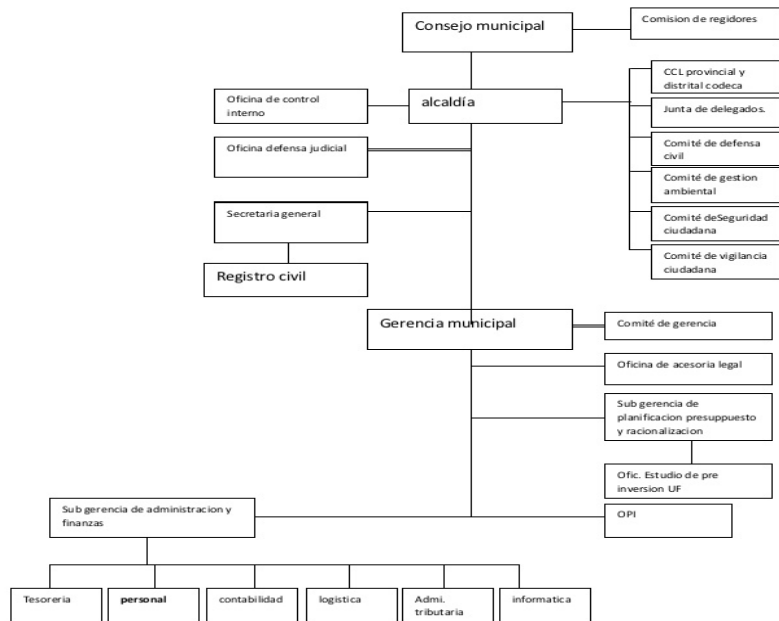 Consejo municipal
Comision de regidores
CCL provincial y
distrital codeca
alcaldía
Oficina de control
interno
Junta de delegados.
Oficina defensa judicial
Comité de defensa
civil
Comité de gestion
ambiental
Secretaria general
Comité deSeguridad
ciudadana
Comité de vigilancia
ciudadana
Registro civil
Gerencia municipal
Comité de gerencia
Oficina de acesoria legal
Sub gerencia de
planificacion presuppuesto
y racionalizacion
Ofic. Estudio de pre
inversion UF
Sub gerencia de administracion y
finanzas
OPI
Tesoreria
personal
contabilidad
logistica
Admi.
tributaria
informatica